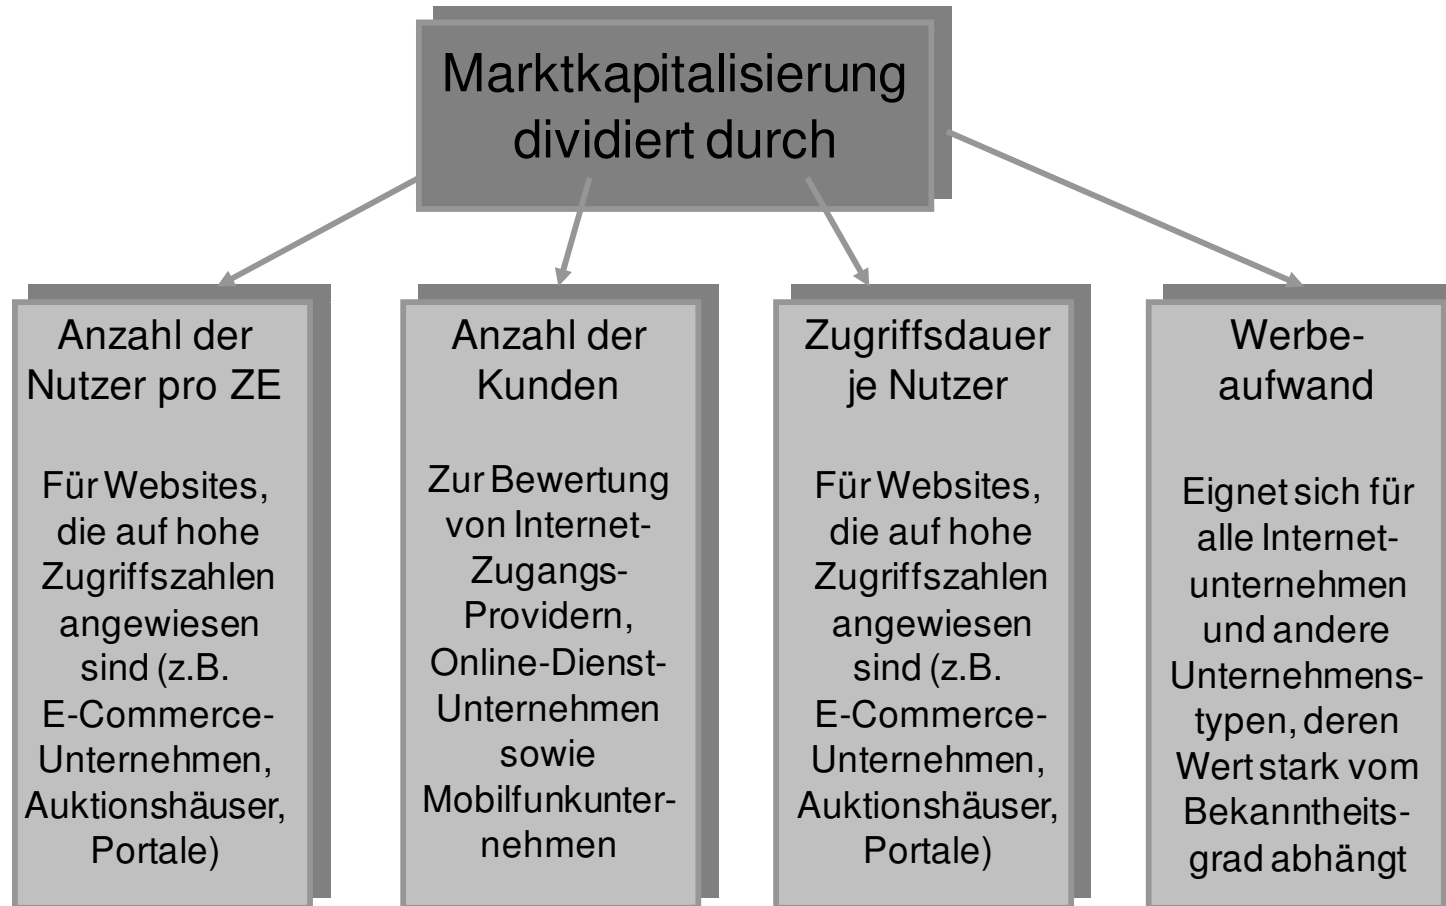 Marktkapitalisierung
dividiert durch
Anzahl der
Nutzer pro ZE
Für Websites,
die auf hohe
Zugriffszahlen
angewiesen
sind (z.B.
E-Commerce-
Unternehmen,
Auktionshäuser,
Portale)
Anzahl der
Kunden
Zur Bewertung
von Internet-
Zugangs-
Providern,
Online-Dienst-
Unternehmen
sowie
Mobilfunkunter-
nehmen
Zugriffsdauer
je Nutzer
Für Websites,
die auf hohe
Zugriffszahlen
angewiesen
sind (z.B.
E-Commerce-
Unternehmen,
Auktionshäuser,
Portale)
Werbe-
aufwand
Eignet sich für
alle Internet-
unternehmen
und andere
Unternehmens-
typen, deren
Wert stark vom
Bekanntheits-
grad abhängt